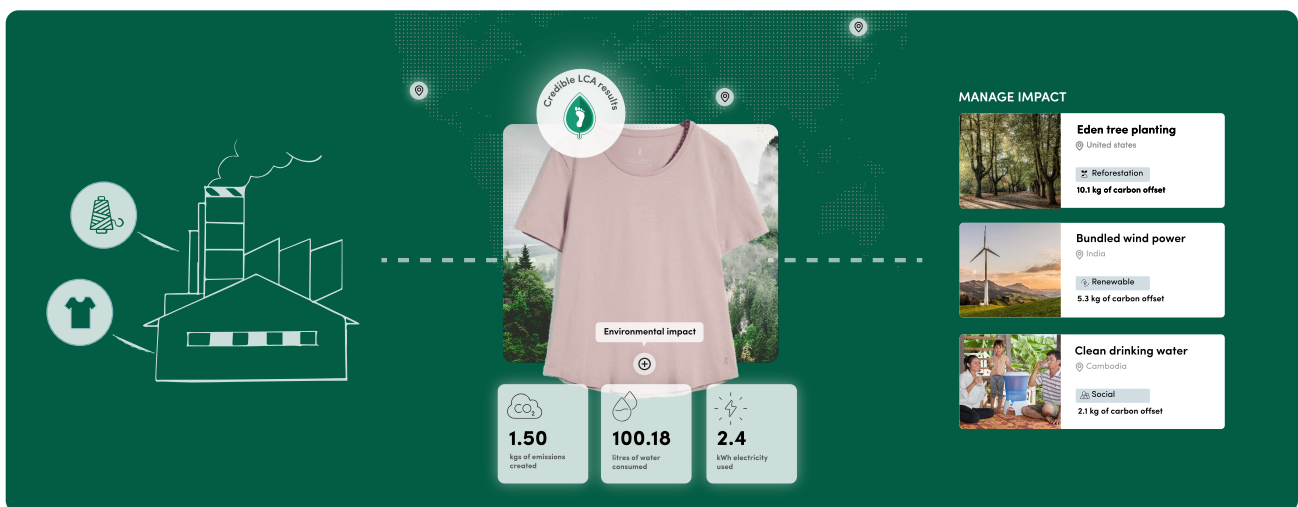 Credible LCA results
Environmental impact
CO₂
1.50
kgs of emissions
created
100.18
litres of water
consumed
2.4
kWh electricity
used
MANAGE IMPACT
Eden tree planting
United states
Reforestation
10.1 kg of carbon offset
Bundled wind power
India
Renewable
5.3 kg of carbon offset
Clean drinking water
Cambodia
Social
2.1 kg of carbon offset